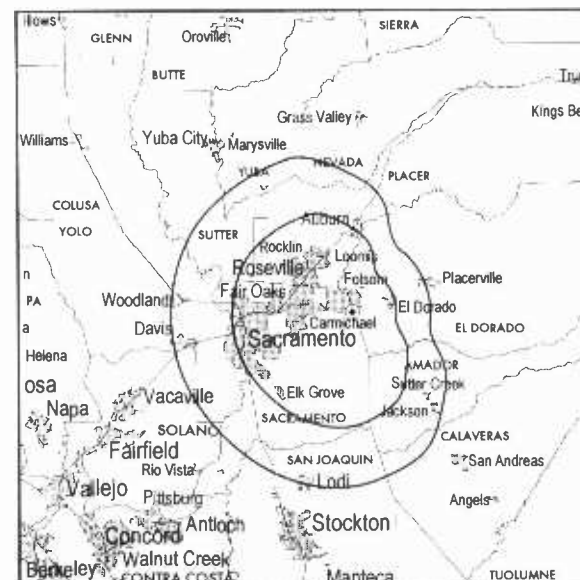 GLENN
Oroville
SIERRA
BUTTE
Grass Valley
Kings Be
Williams
Yuba City
Marysville
NEVADA
YUBA
PLACER
COLUSA
YOLO
SUTTER
Auburn
Rocklin
Loomis
Roseville
Folsom
Placerville
n
PA
Woodland
Fair Oaks
El Dorado
a
Davis
Carmichael
EL DORADO
Sacramento
Helena
AMADOR
osa
Vacaville
Elk Grove
Sutter Creek
Napa
SACRAMENTO
Jackson
SOLANO
CALAVERAS
Fairfield
SAN JOAQUIN
San Andreas
Rio Vista
Vallejo
Lodi
Pittsburg
Angels
Antioch
Stockton
Concord
Walnut Creek
Berkeley
CONTRA COSTA
Manteca
TUOLUMNE